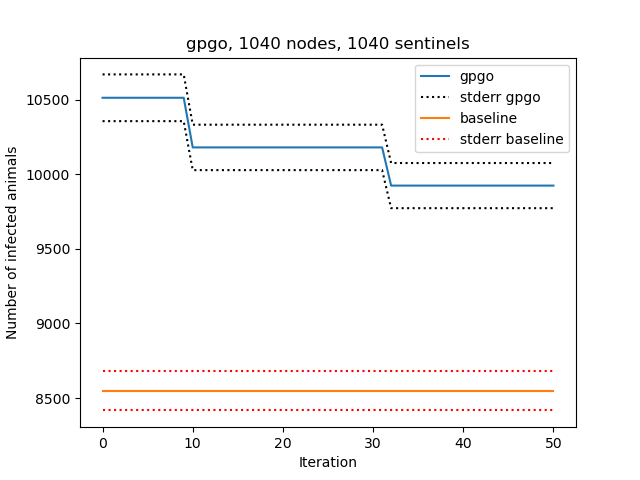 gpgo, 1040 nodes, 1040 sentinels
gpgo
stderr gpgo
baseline
stderr baseline
Number of infected animals
10500
10000
9500
9000
8500
0 10 20 30 40 50
Iteration